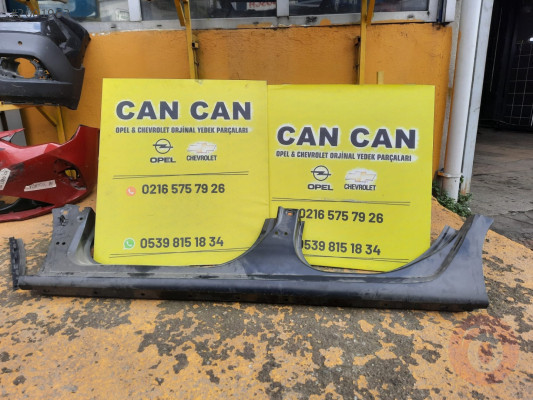 CAN CAN
OPEL & CHEVROLET ORJİNAL YEDEK PARÇALARI
OPEL
CHEVROLET
0216 575 79 26
0539 815 18 34
CAN CAN
OPEL & CHEVROLET ORJİNAL YEDEK PARÇALARI
OPEL
CHEVROLET
0216 575 79 26
0539 815 18 34